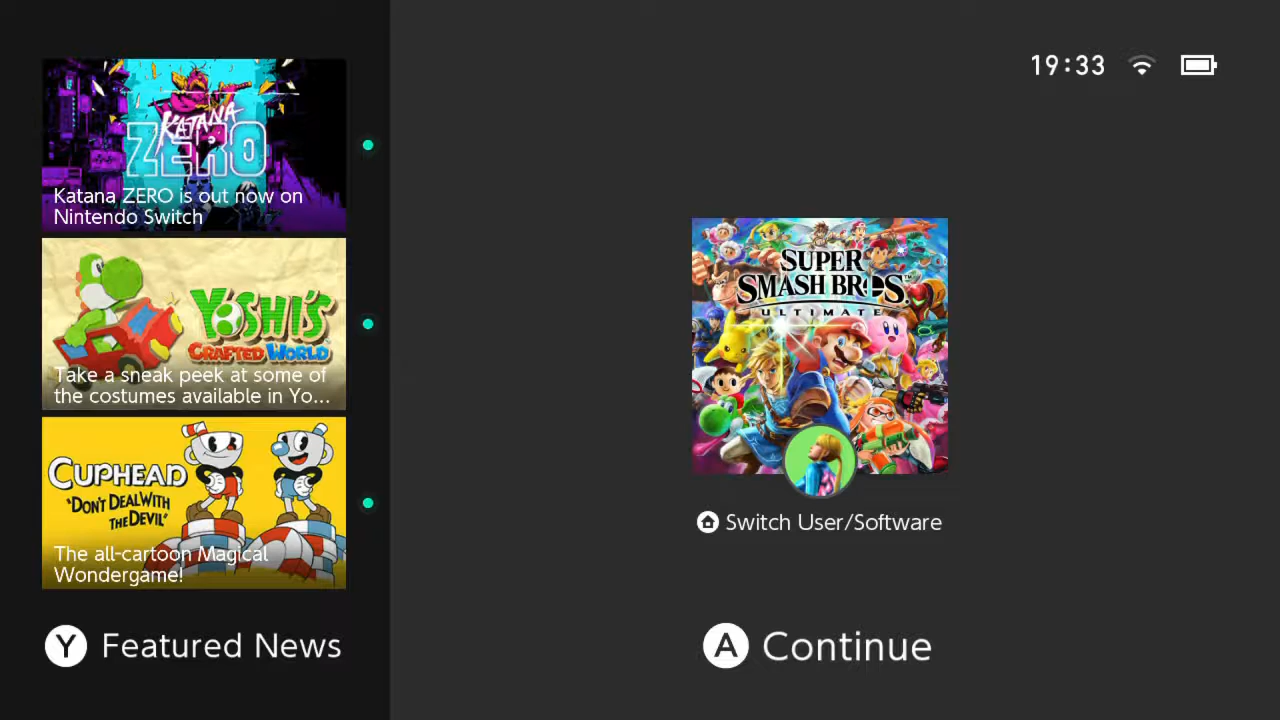 19:33
KATANA
ZERO
Katana ZERO is out now on
Nintendo Switch
YOSHI'S
CRAFTED WORLD
Take a sneak peek at some of
the costumes available in Yo...
CUPHEAD
"DON'T DEAL WITH
THE DEVIL"
The all-cartoon Magical
Wondergame!
Y Featured News
SUPER
SMASH BROS.™
ULTIMATE
Switch User/Software
A Continue